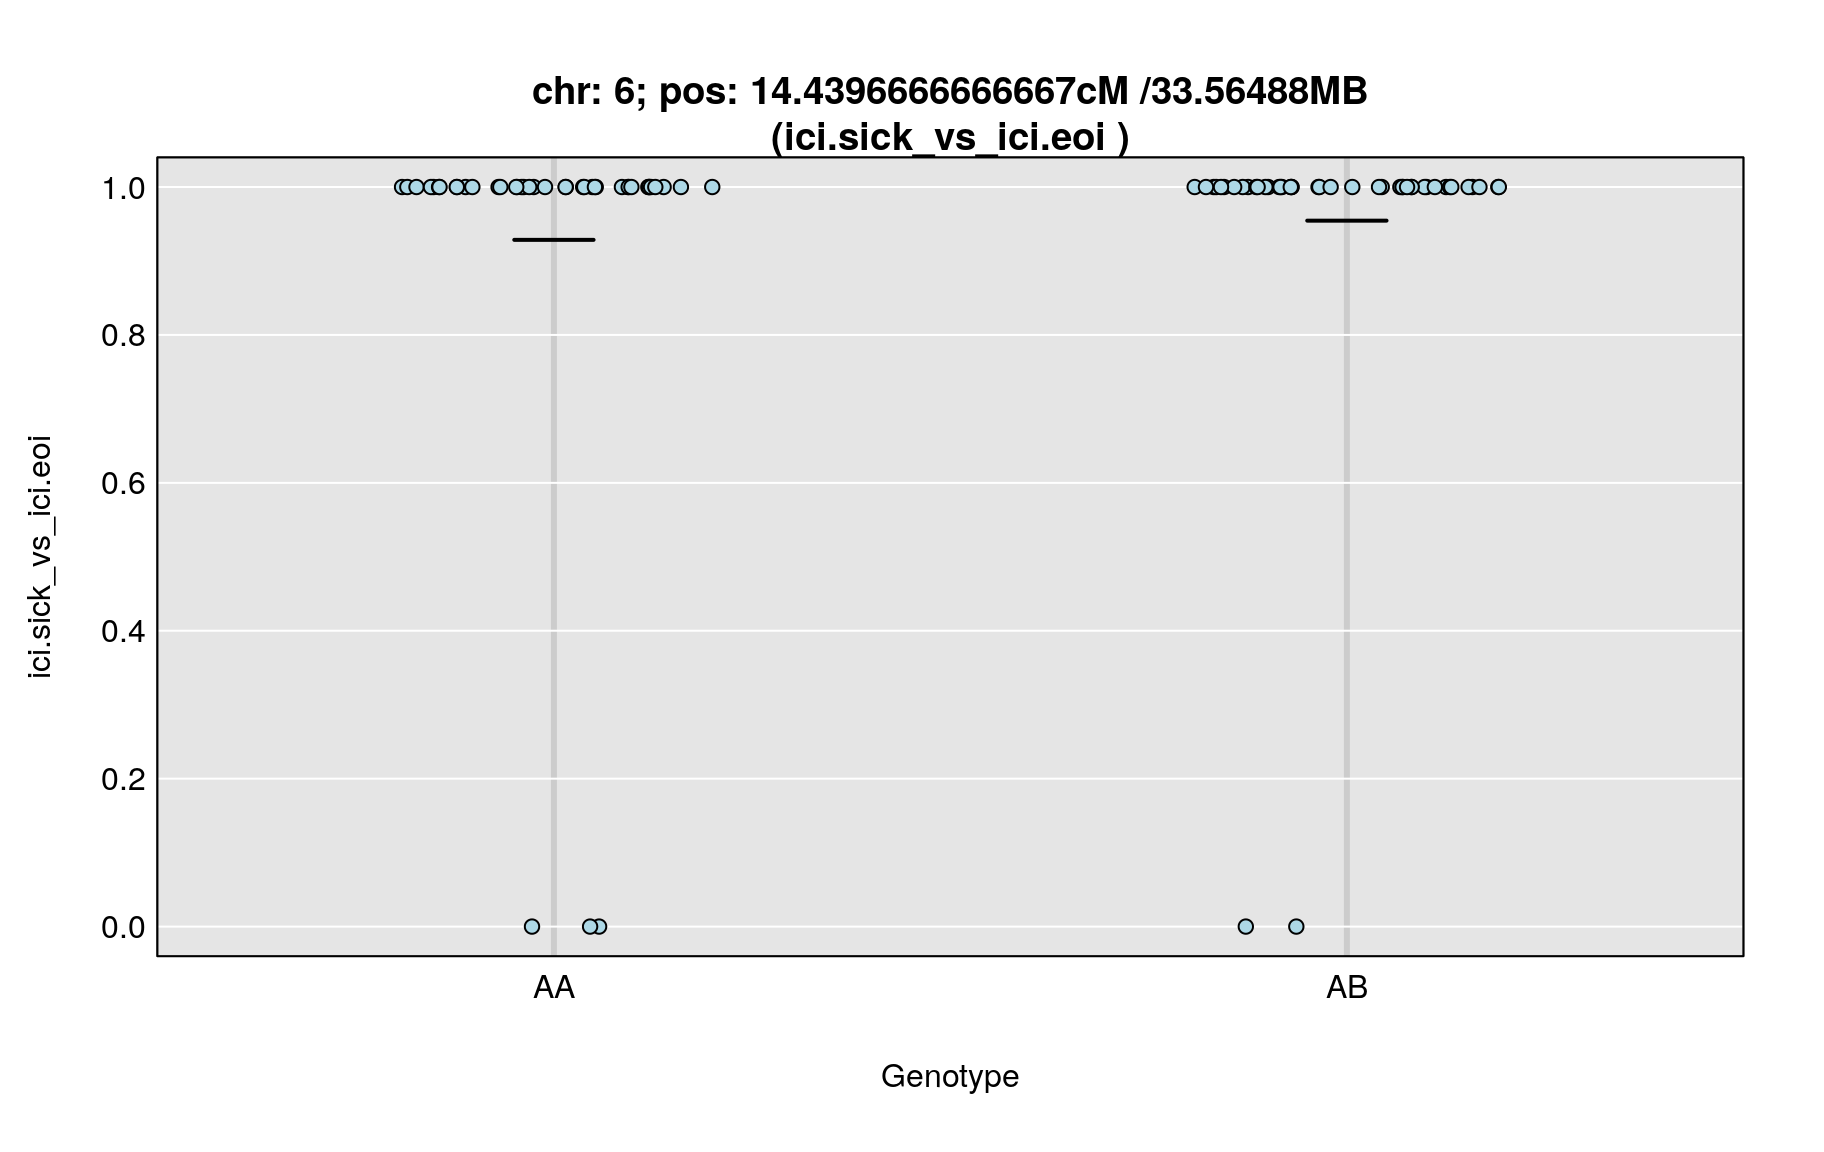 chr: 6; pos: 14.4396666666667cM /33.56488MB
(ici.sick_vs_ici.eoi )
1.0
0.8
0.6
0.4
0.2
0.0
ici.sick_vs_ici.eoi
AA
AB
Genotype